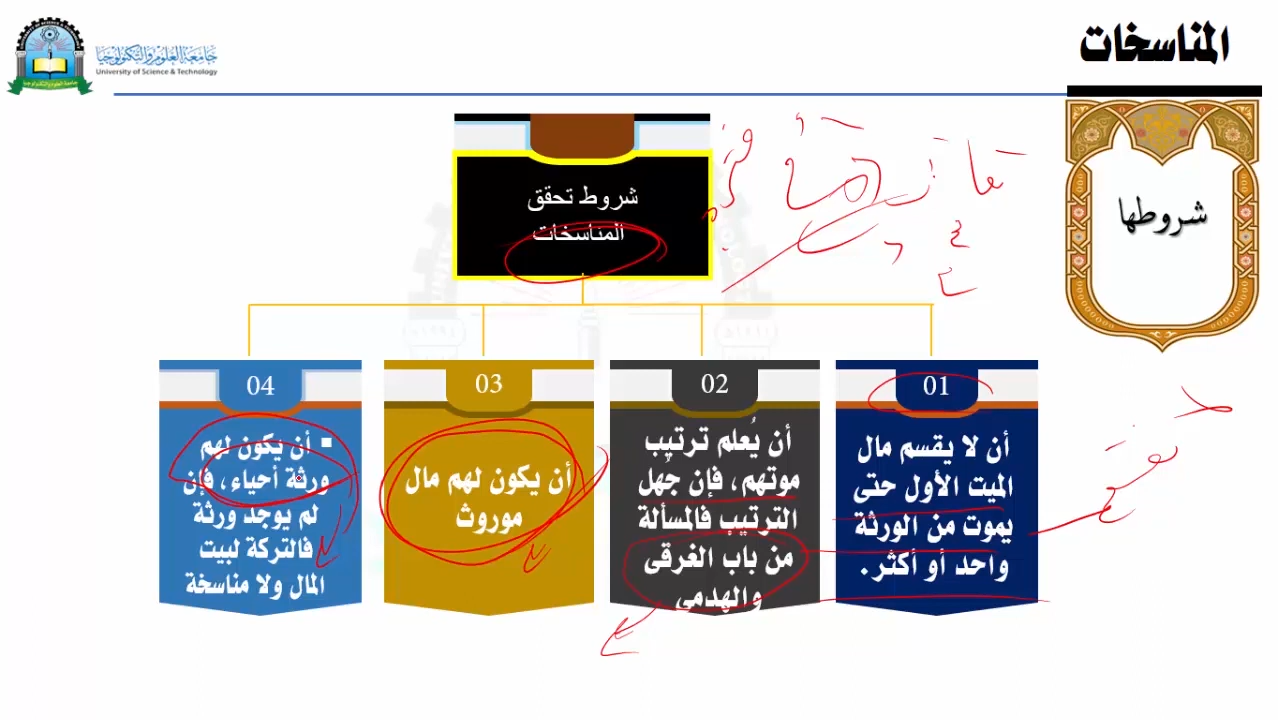 المناسخات
جامعة العلوم والتكنولوجيا
University of Science & Technology
شروطها
شروط تحقق
المناسخات
01
أن لا يقسم مال
الميت الأول حتى
يموت من الورثة
واحد أو أكثر.
02
أن يُعلم ترتيب
موتهم، فإن جُهل
الترتيب فالمسألة
من باب الغرقى
والهدمى
03
أن يكون لهم مال
موروث
04
▪ أن يكون لهم
ورثة أحياء، فإن
لم يوجد ورثة
فالتركة لبيت
المال ولا مناسخة